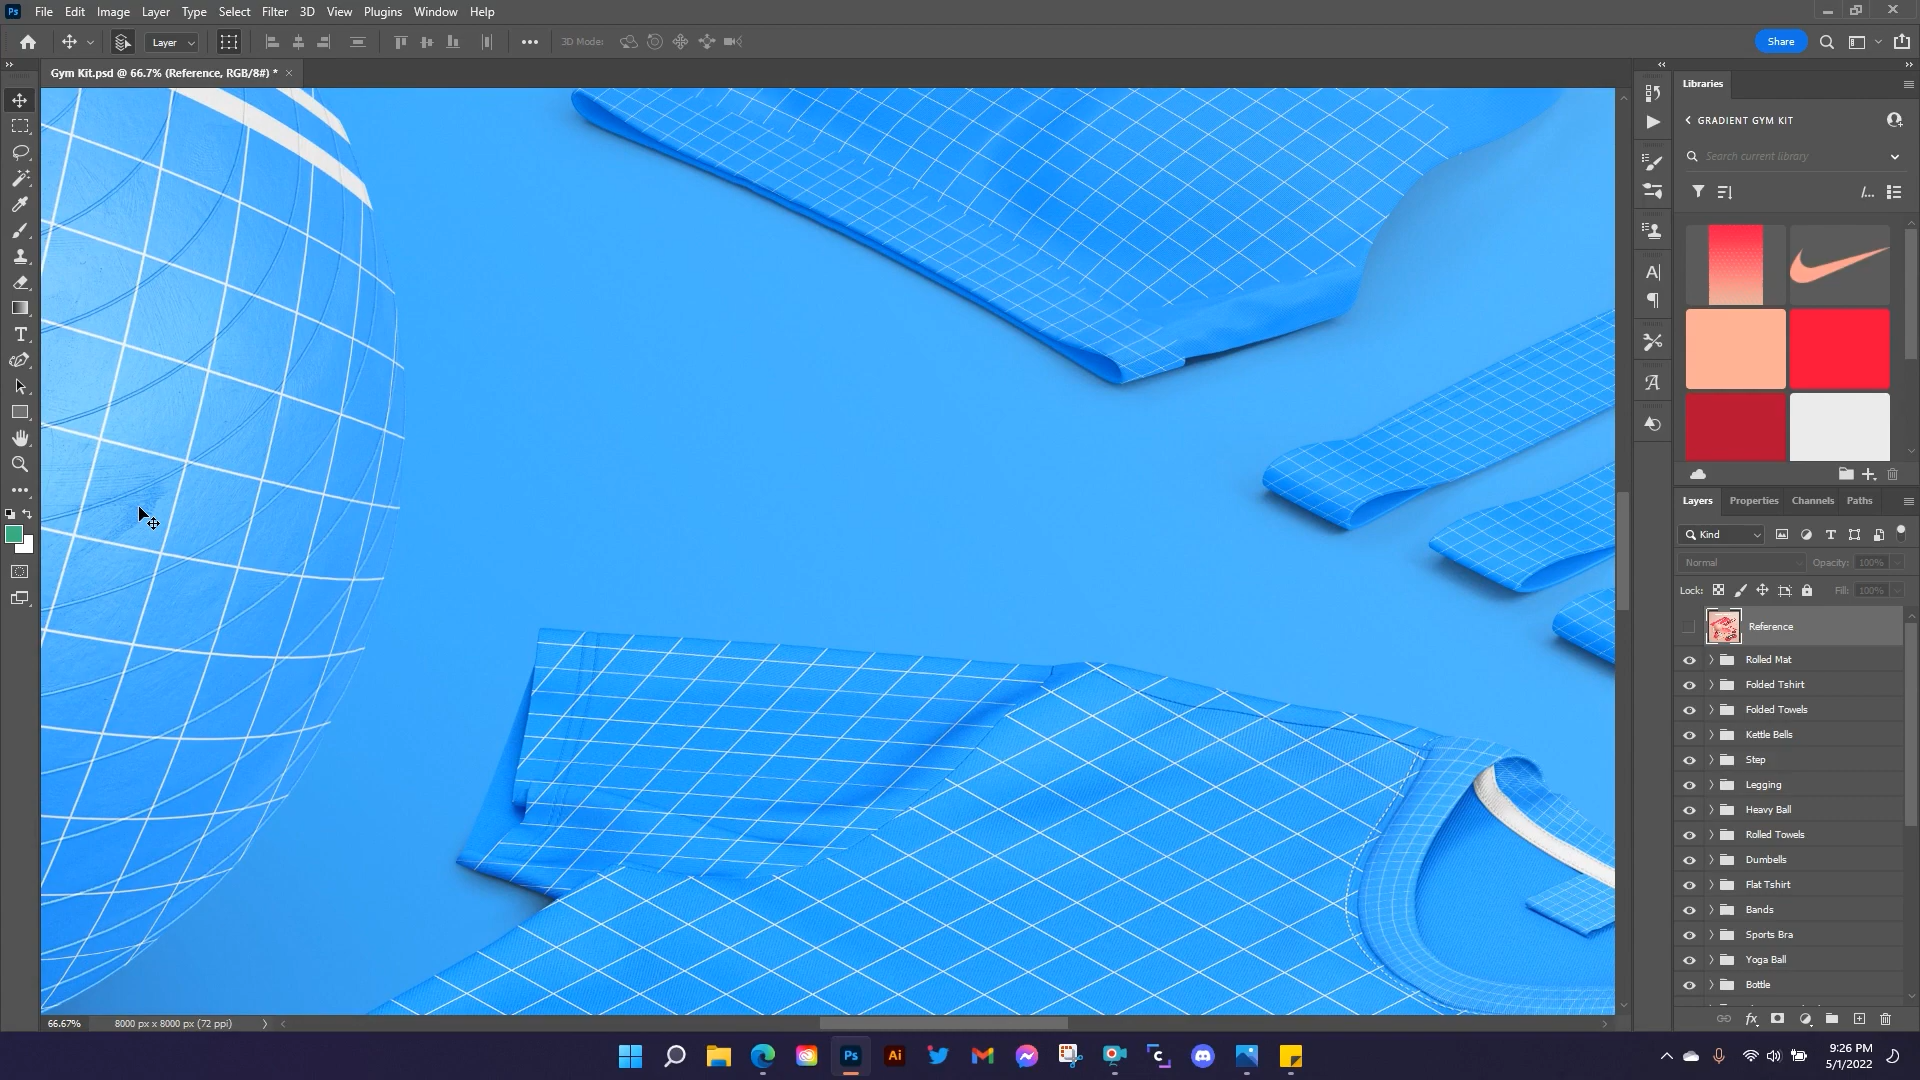 Ps File Edit Image Layer Type Select Filter 3D View Plugins Window Help
Layer 3D Mode: Share
Gym Kit.psd @ 66.7% (Reference, RGB/8#) *
Libraries
GRADIENT GYM KIT
Search current library
/...
Layers Properties Channels Paths
Kind
Normal Opacity: 100%
Lock: Fill: 100%
Reference
Rolled Mat
Folded Tshirt
Folded Towels
Kettle Bells
Step
Legging
Heavy Ball
Rolled Towels
Dumbells
Flat Tshirt
Bands
Sports Bra
Yoga Ball
Bottle
66.67% 8000 px x 8000 px (72 ppi)
fx
Ps Ai
9:26 PM
5/1/2022